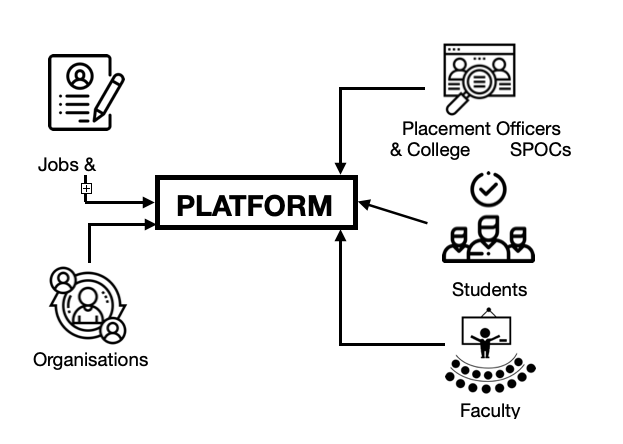 Jobs &
PLATFORM
Organisations
Placement Officers
& College SPOCs
Students
Faculty